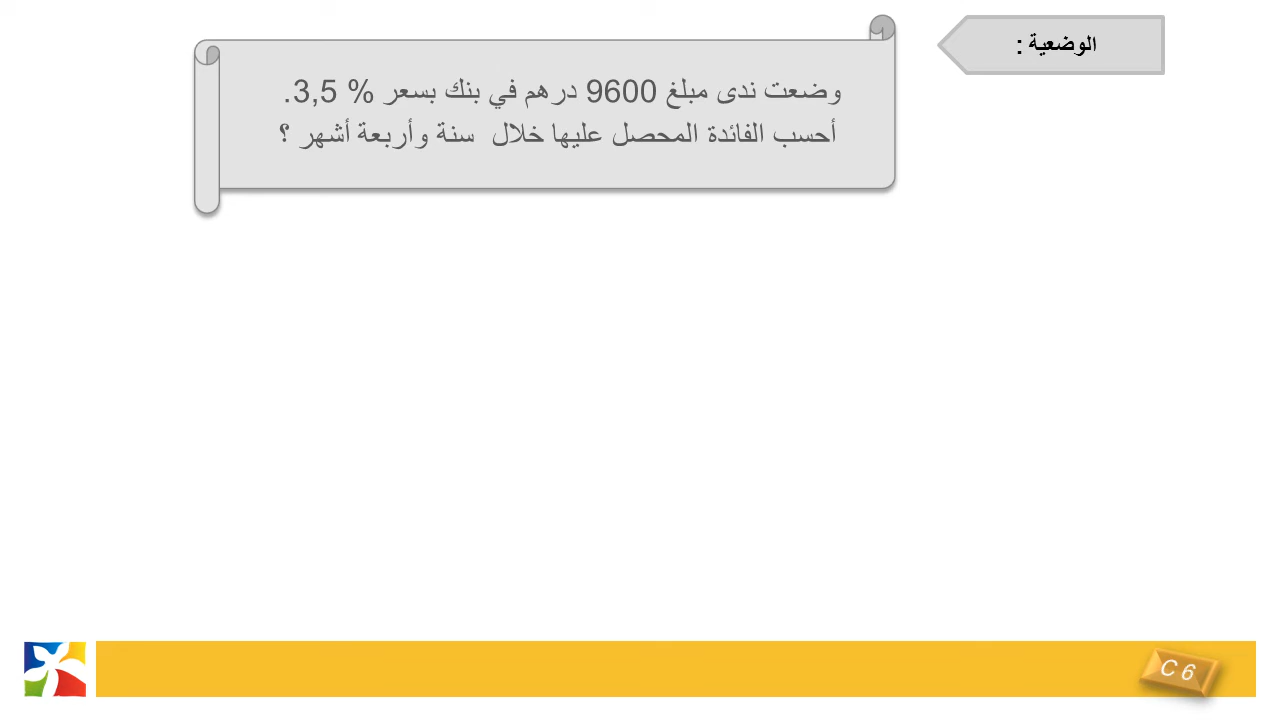 الوضعية :
وضعت ندى مبلغ 9600 درهم في بنك بسعر % 3,5.
أحسب الفائدة المحصل عليها خلال سنة وأربعة أشهر ؟
C 6